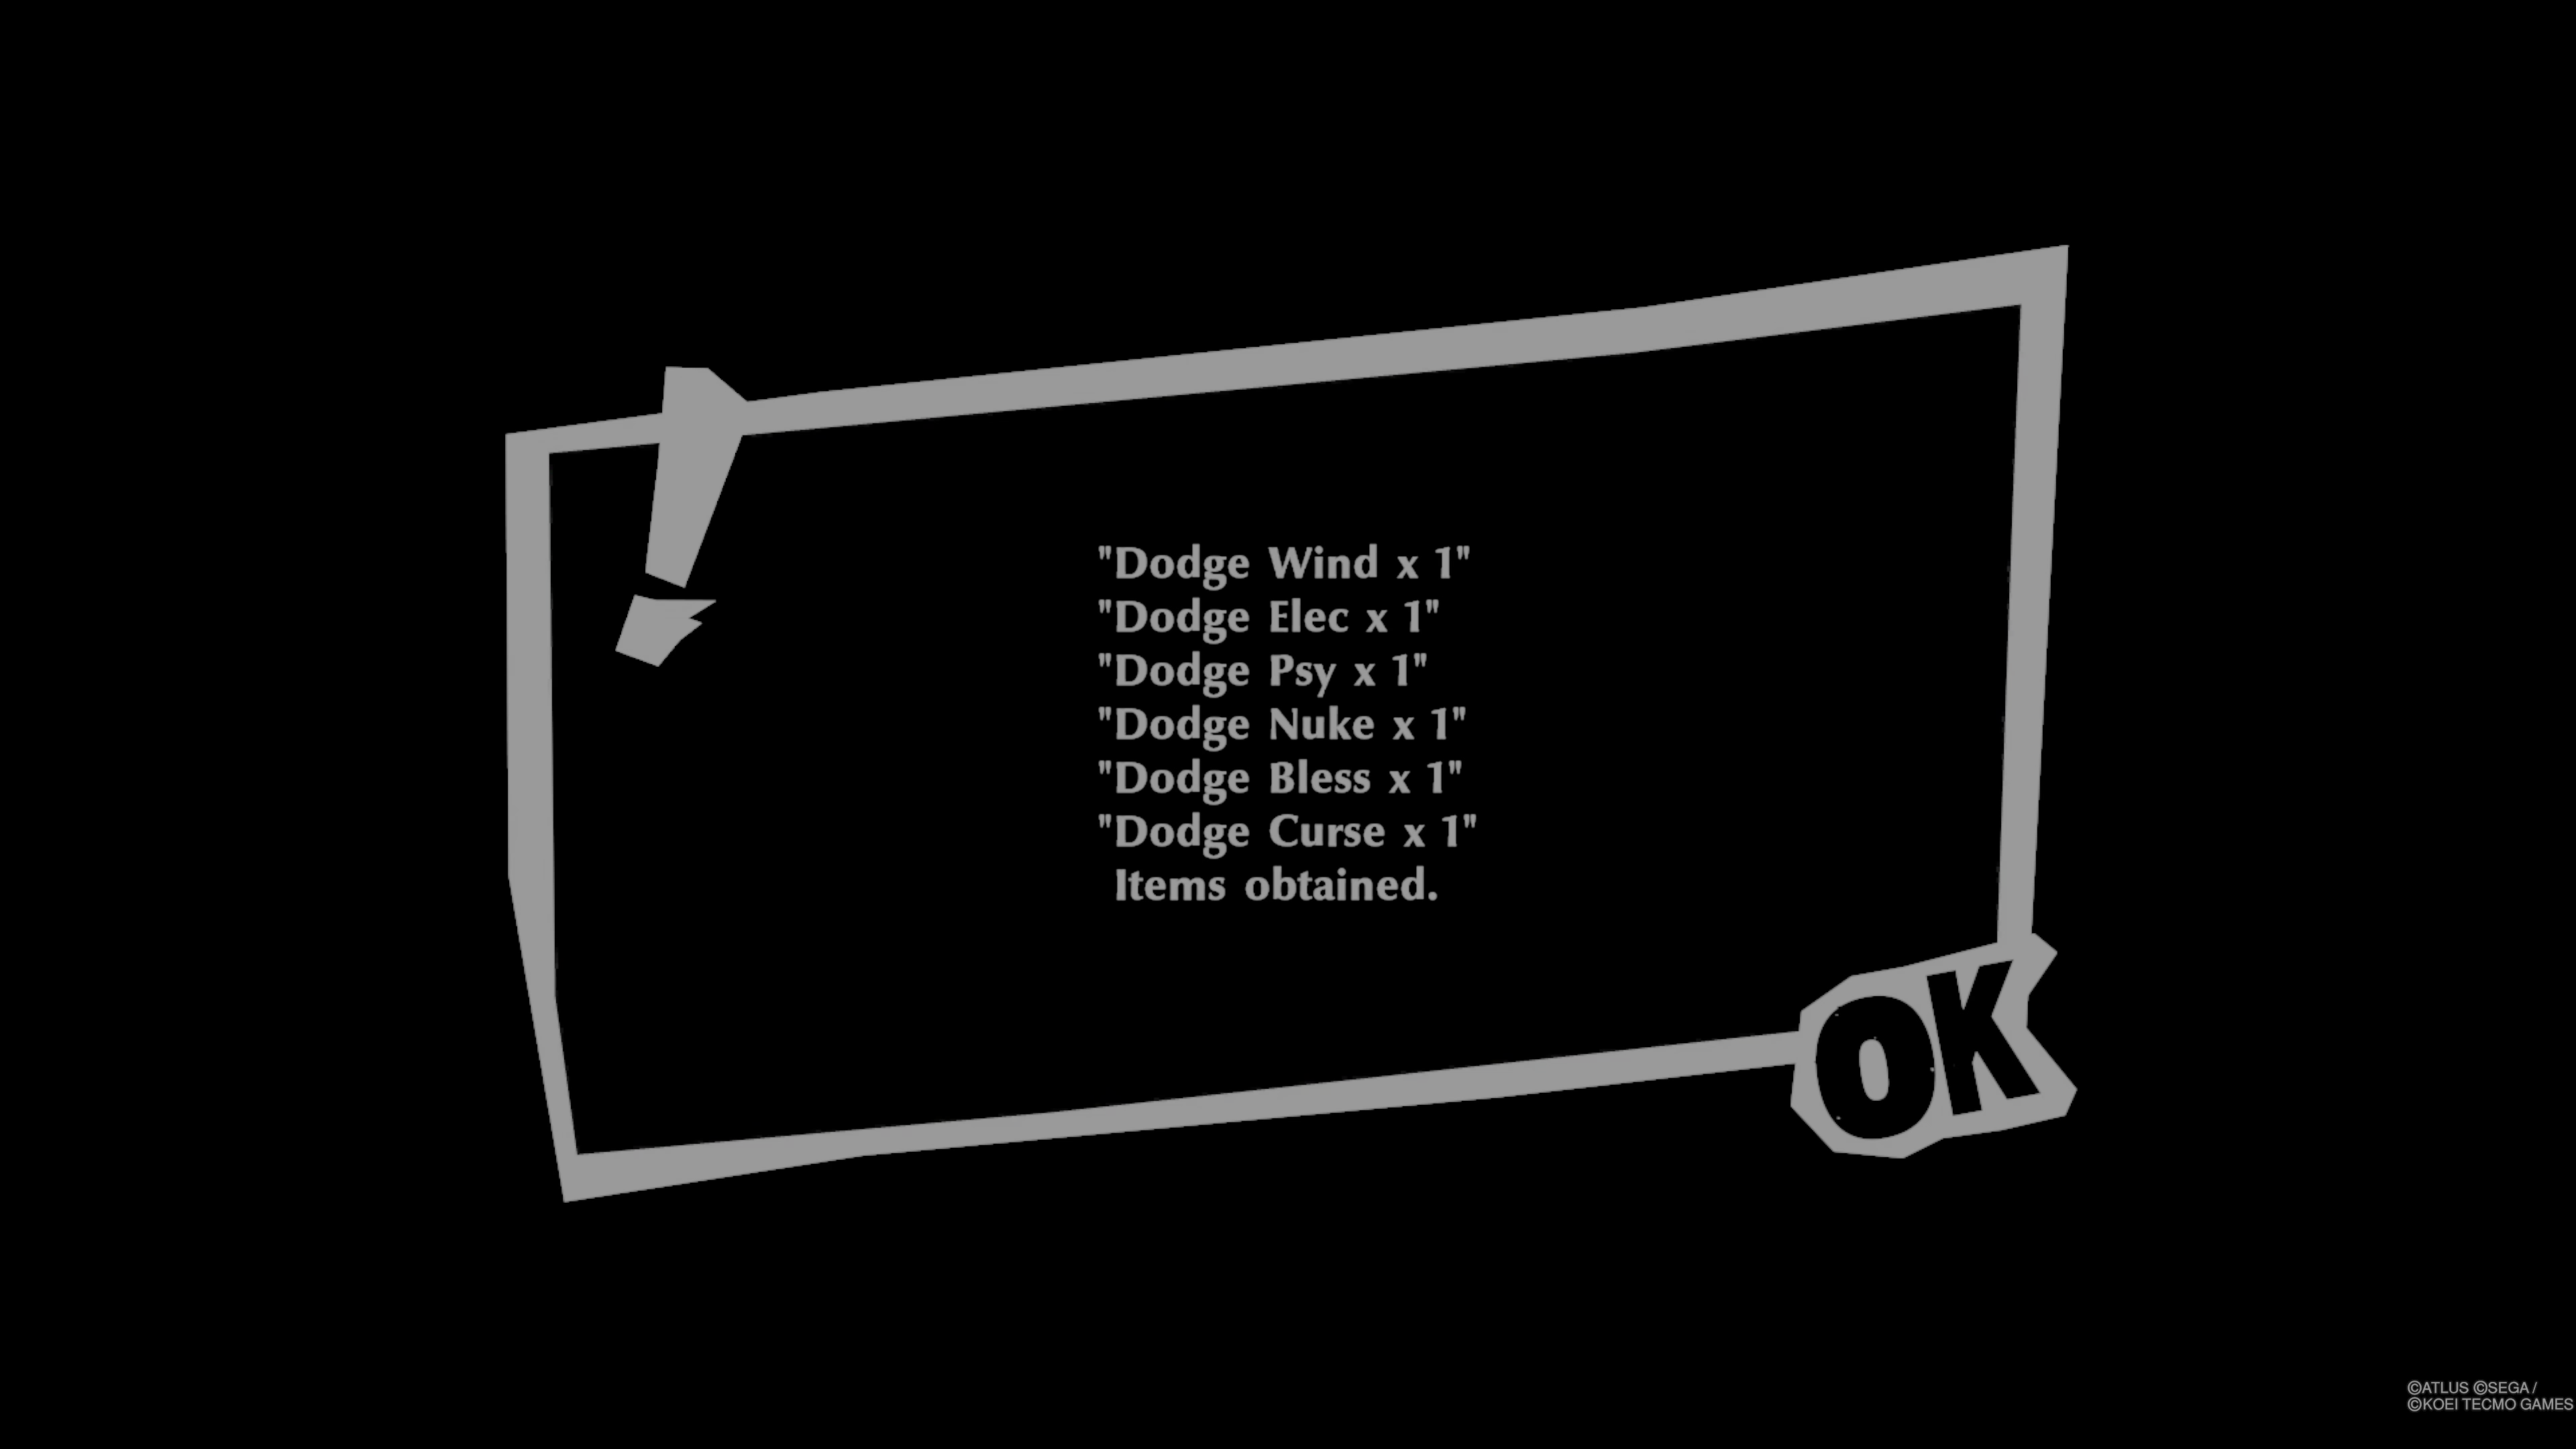 "Dodge Wind x 1"
"Dodge Elec x 1"
"Dodge Psy x 1"
"Dodge Nuke x 1"
"Dodge Bless x 1"
"Dodge Curse x 1"
Items obtained.
OK
©ATLUS ©SEGA /
©KOEI TECMO GAMES